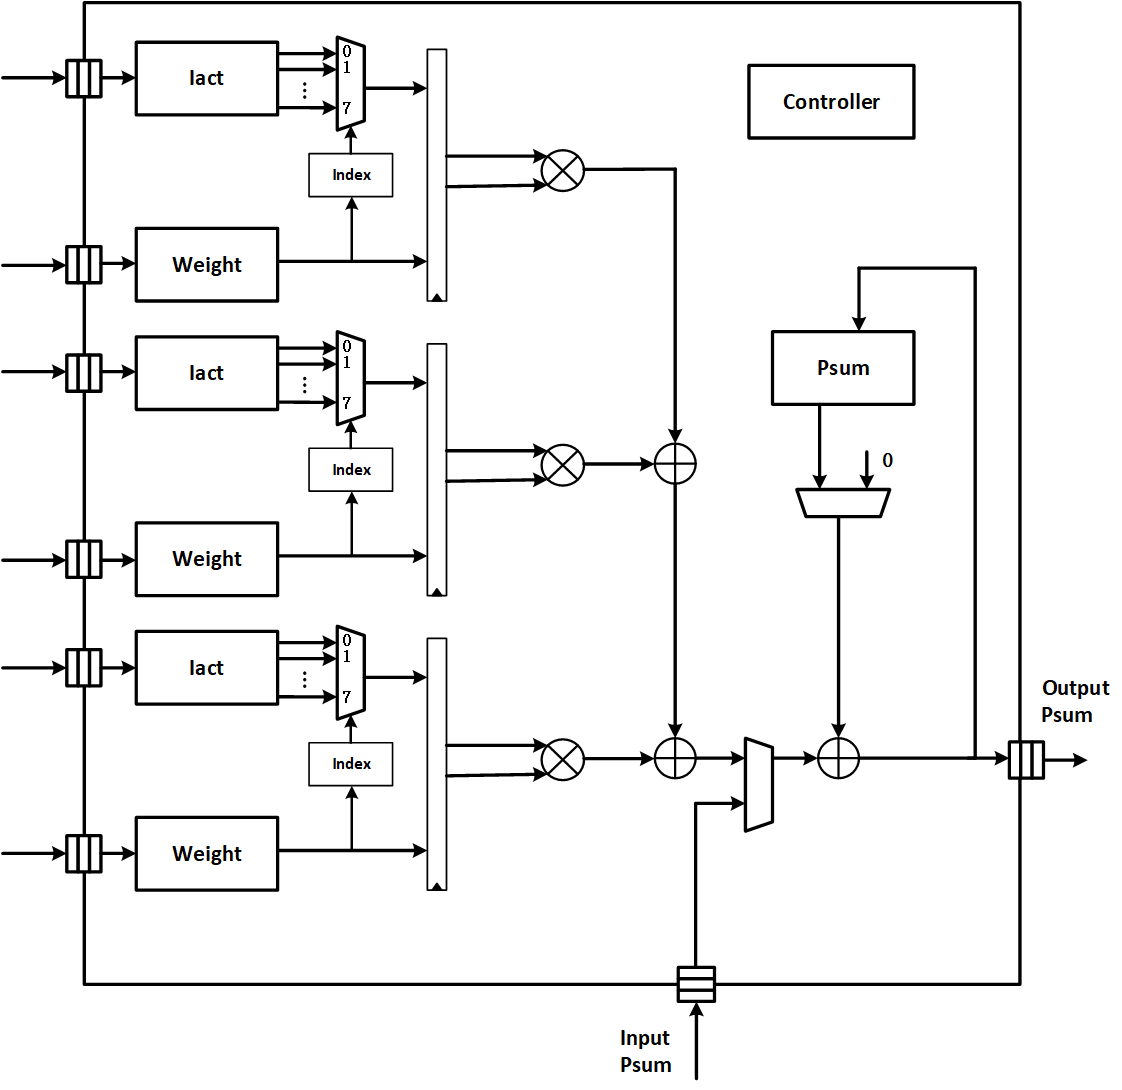 Iact
0
1
7
Controller
Index
Weight
Iact
0
1
7
Psum
Index
0
Weight
Iact
0
1
7
Output
Psum
Index
Weight
Input
Psum